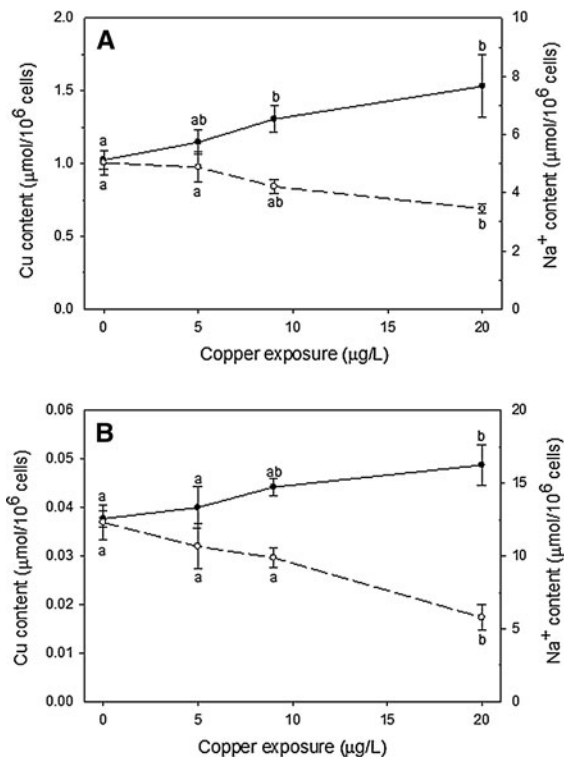 A
Cu content (μmol/10⁶ cells)
2.0
1.5
1.0
0.5
0.0
a
ab
b
b
a
a
ab
b
10
8
6
4
2
0
Na⁺ content (μmol/10⁶ cells)
0 5 10 15 20
Copper exposure (μg/L)
B
Cu content (μmol/10⁶ cells)
0.06
0.05
0.04
0.03
0.02
0.01
0.00
a
a
ab
b
a
a
a
b
20
15
10
5
0
Na⁺ content (μmol/10⁶ cells)
0 5 10 15 20
Copper exposure (μg/L)